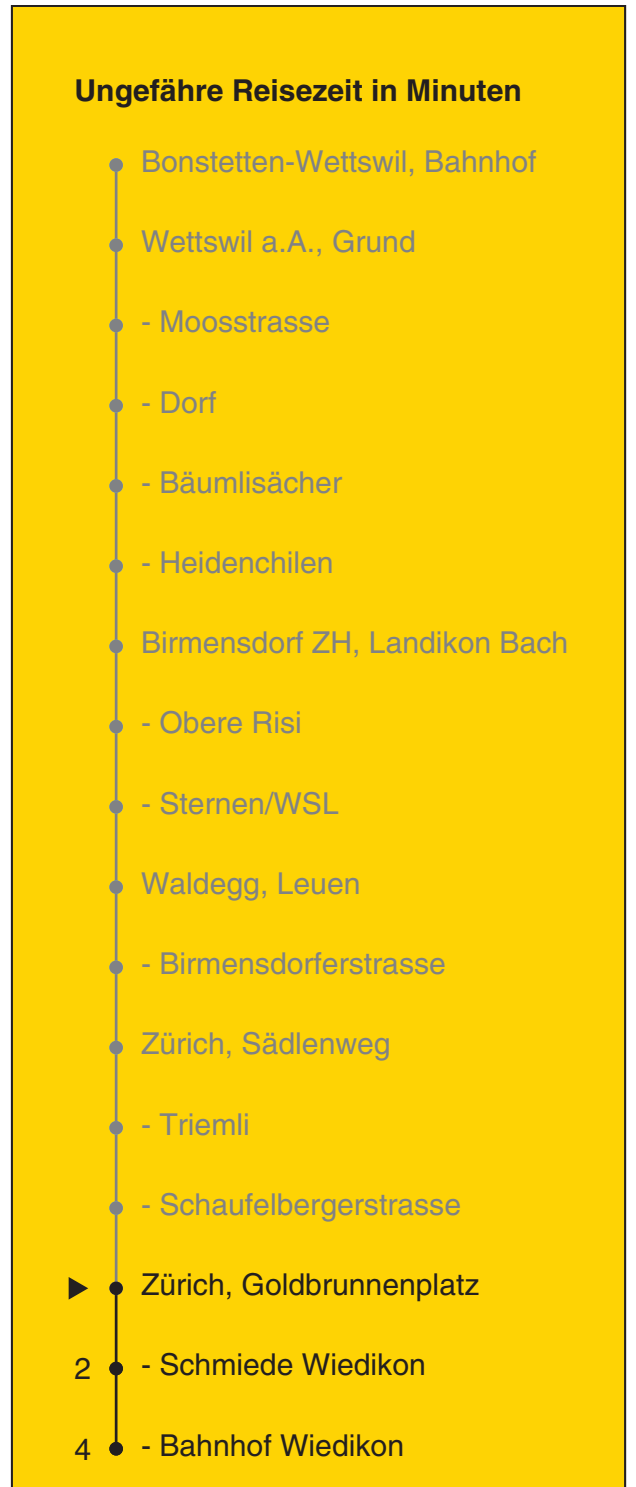 Ungefähre Reisezeit in Minuten
Bonstetten-Wettswil, Bahnhof
Wettswil a.A., Grund
- Moosstrasse
- Dorf
- Bäumlisächer
- Heidenchilen
Birmensdorf ZH, Landikon Bach
- Obere Risi
- Sternen/WSL
Waldegg, Leuen
- Birmensdorferstrasse
Zürich, Sädlenweg
- Triemli
- Schaufelbergerstrasse
Zürich, Goldbrunnenplatz
2 - Schmiede Wiedikon
4 - Bahnhof Wiedikon